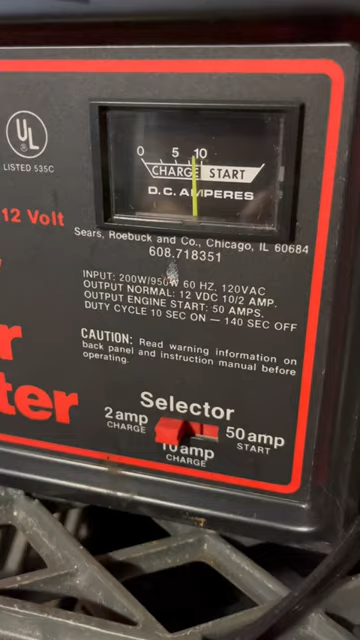 UL
LISTED 535C
0 5 10
CHARGE START
D.C. AMPERES
12 Volt
Sears, Roebuck and Co., Chicago, IL 60684
608.718351
INPUT: 200W/950W 60 HZ. 120VAC
OUTPUT NORMAL: 12 VDC 10/2 AMP.
OUTPUT ENGINE START: 50 AMPS.
DUTY CYCLE 10 SEC ON — 140 SEC OFF
CAUTION: Read warning information on
back panel and instruction manual before
operating.
r
ter
Selector
2 amp
CHARGE
50 amp
START
10 amp
CHARGE